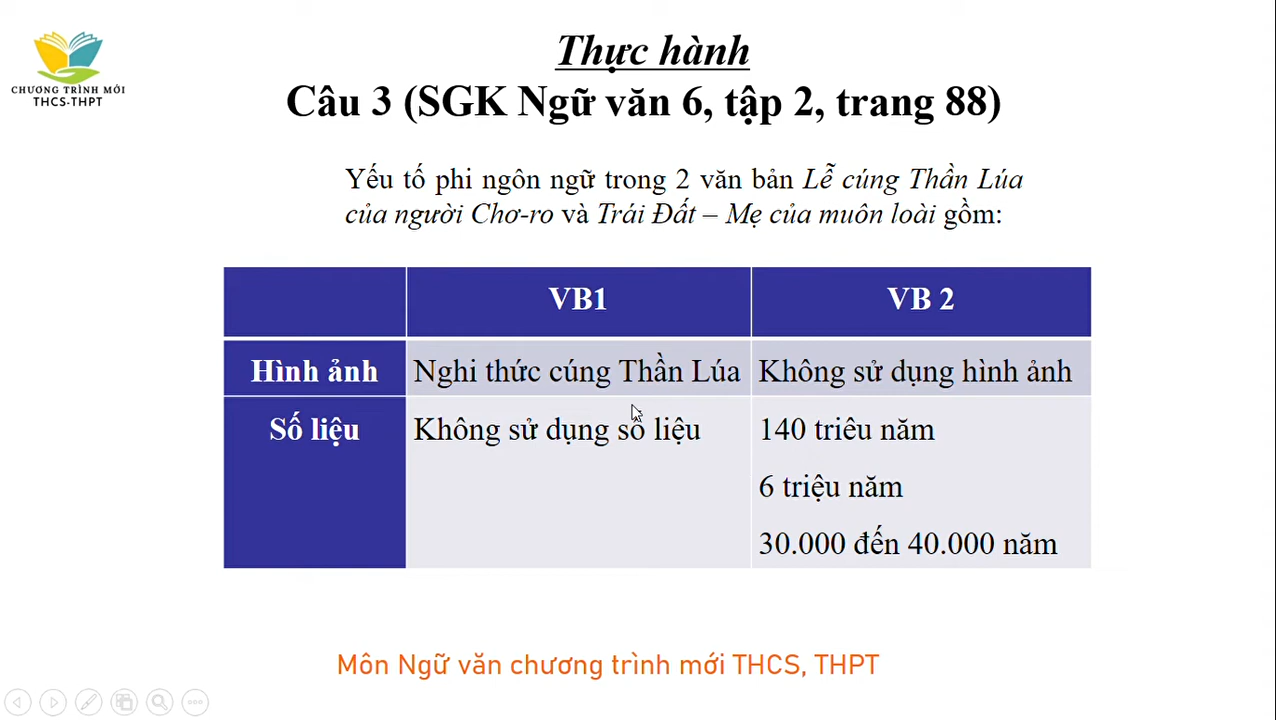 CHƯƠNG TRÌNH MỚI
THCS-THPT
Thực hành
Câu 3 (SGK Ngữ văn 6, tập 2, trang 88)
Yếu tố phi ngôn ngữ trong 2 văn bản Lễ cúng Thần Lúa
của người Chơ-ro và Trái Đất – Mẹ của muôn loài gồm:
VB1 VB 2
Hình ảnh Nghi thức cúng Thần Lúa Không sử dụng hình ảnh
Số liệu Không sử dụng số liệu 140 triêu năm
6 triệu năm
30.000 đến 40.000 năm
Môn Ngữ văn chương trình mới THCS, THPT